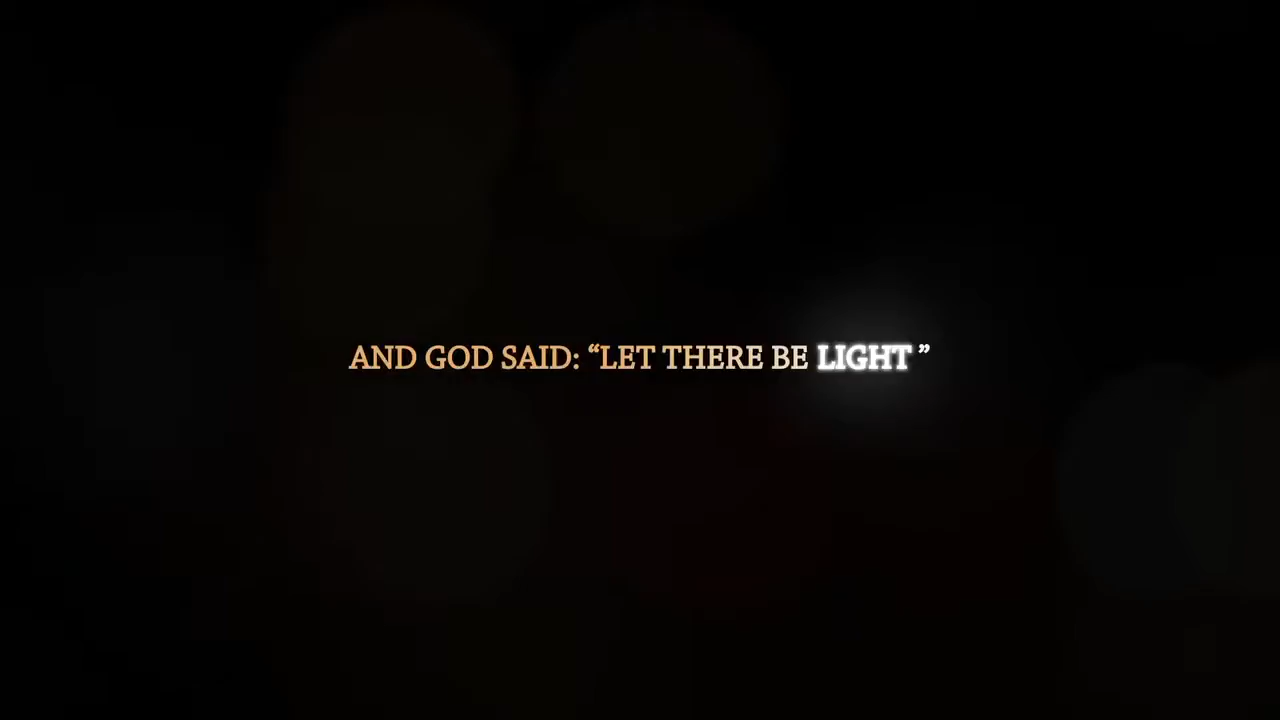 AND GOD SAID: “LET THERE BE LIGHT ”